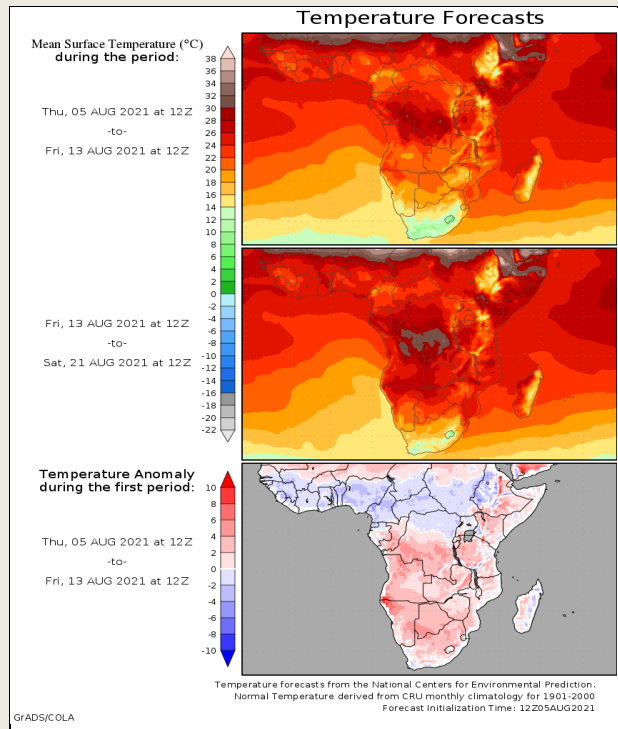 Temperature Forecasts
Mean Surface Temperature (°C)
during the period:
38
36
34
32
30
28
26
24
22
20
18
16
14
12
10
8
6
4
2
0
-2
-4
-6
-8
-10
-12
-14
-16
-18
-20
-22
Thu, 05 AUG 2021 at 12Z
-to-
Fri, 13 AUG 2021 at 12Z
Fri, 13 AUG 2021 at 12Z
-to-
Sat, 21 AUG 2021 at 12Z
Temperature Anomaly
during the first period:
10
8
6
4
2
0
-2
-4
-6
-8
-10
Thu, 05 AUG 2021 at 12Z
-to-
Fri, 13 AUG 2021 at 12Z
Temperature forecasts from the National Centers for Environmental Prediction.
Normal Temperature derived from CRU monthly climatology for 1901-2000
Forecast Initialization Time: 12Z05AUG2021
GrADS/COLA